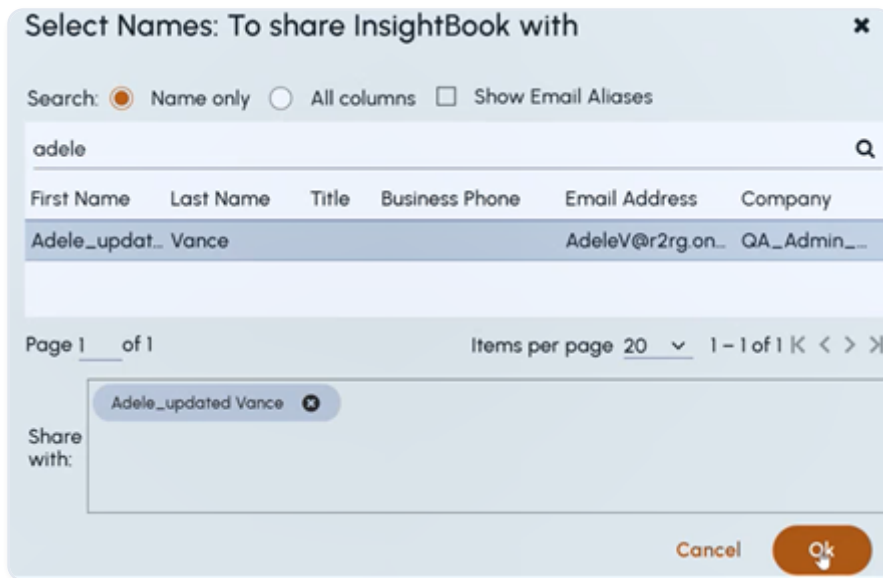 Select Names: To share InsightBook with
Search: Name only All columns Show Email Aliases
adele
First Name Last Name Title Business Phone Email Address Company
Adele_updat... Vance AdeleV@r2rg.on... QA_Admin_...
Page 1 of 1 Items per page 20 1 – 1 of 1
Adele_updated Vance
Share with:
Cancel Ok